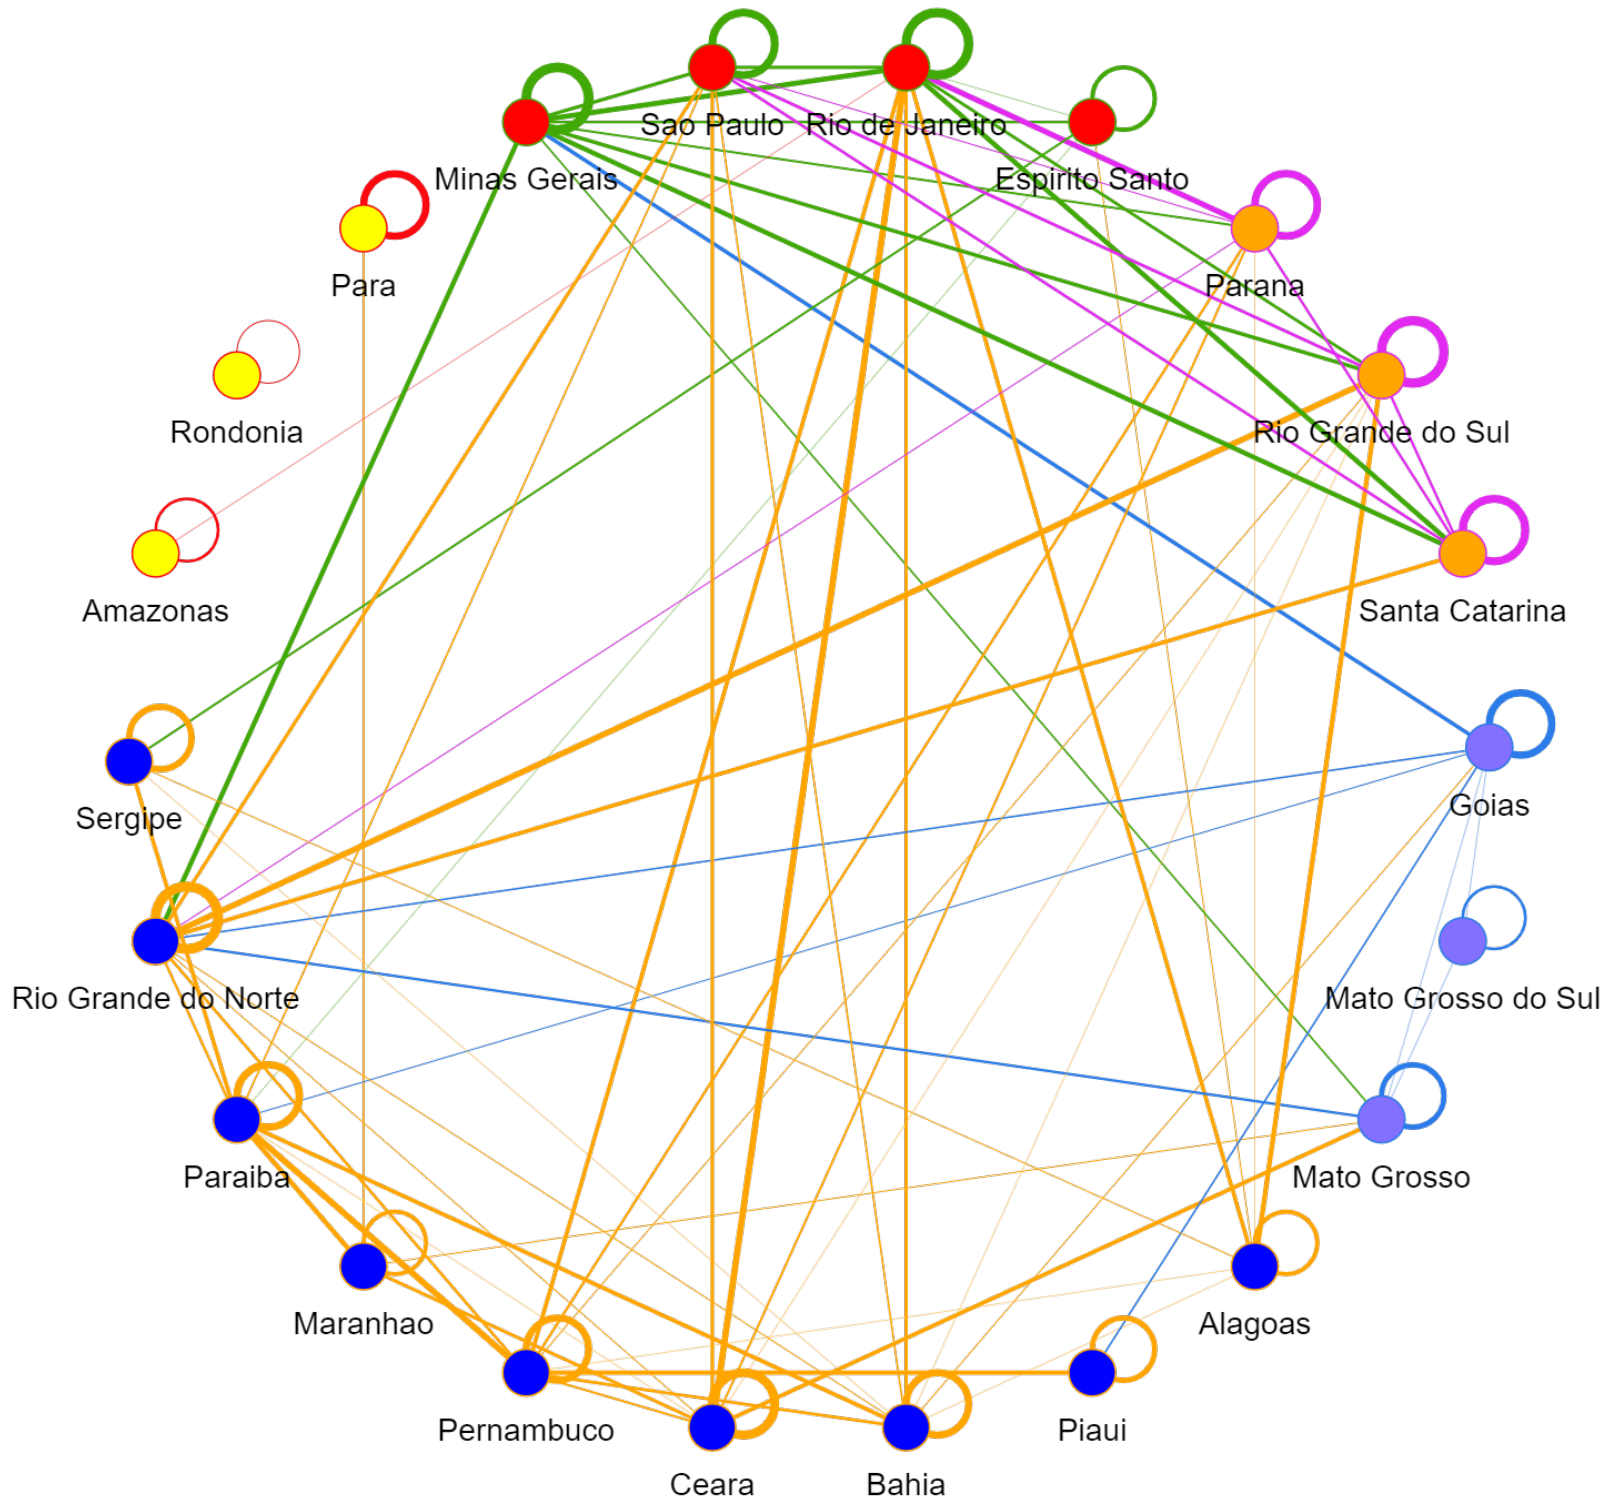 Sao Paulo
Rio de Janeiro
Minas Gerais
Espirito Santo
Para
Parana
Rondonia
Rio Grande do Sul
Amazonas
Santa Catarina
Sergipe
Goias
Rio Grande do Norte
Mato Grosso do Sul
Paraiba
Mato Grosso
Maranhao
Alagoas
Pernambuco
Piaui
Ceara
Bahia